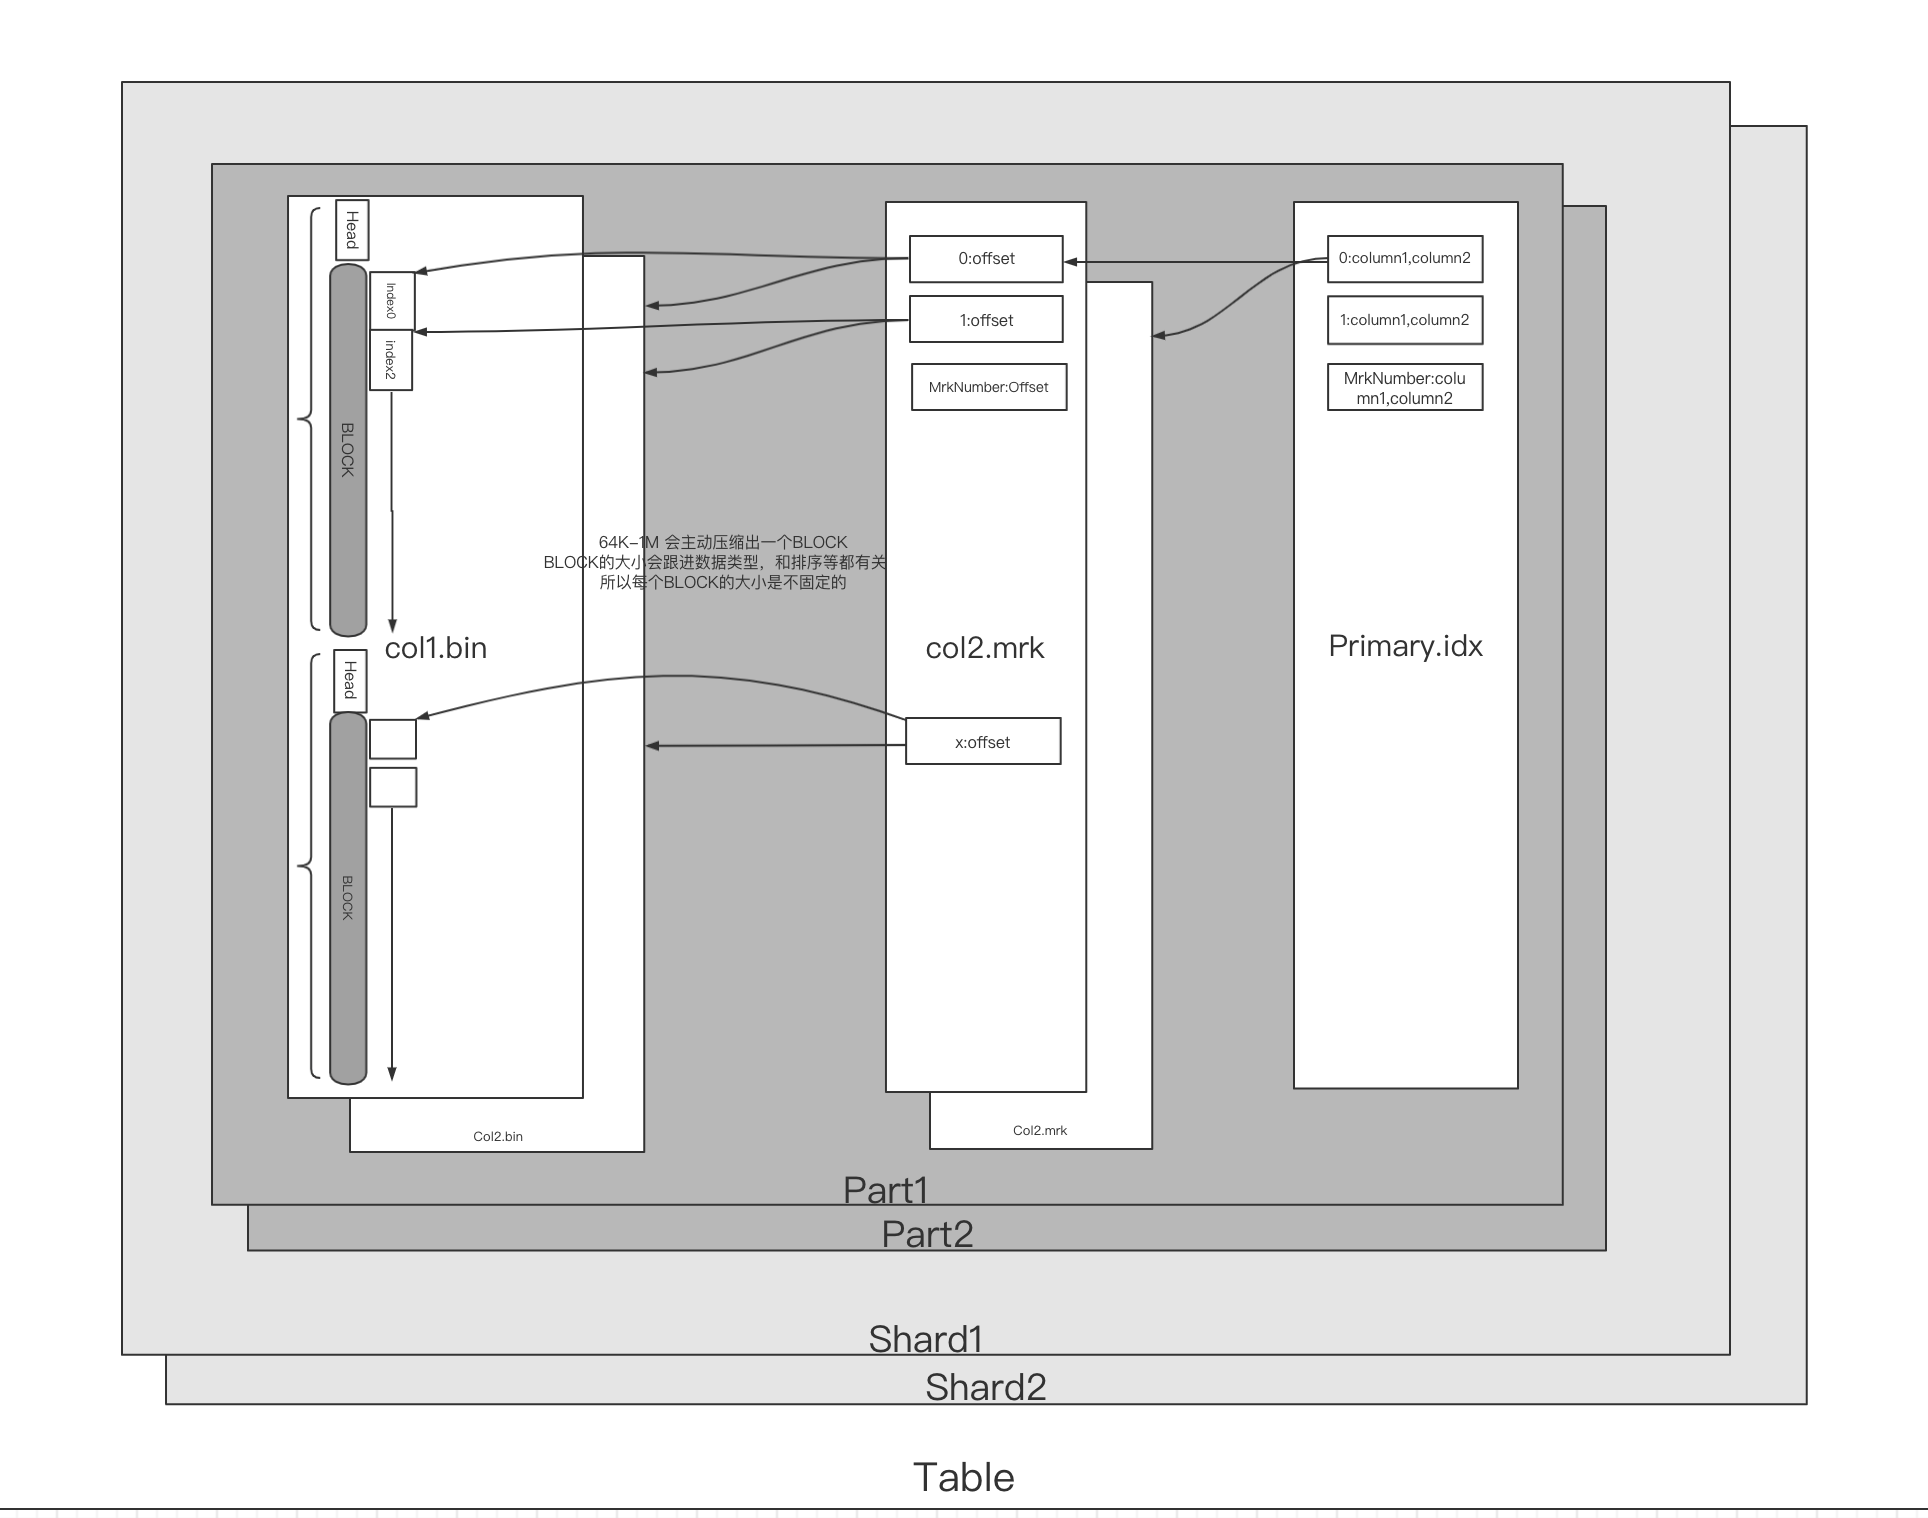 Head
Index0
index2
BLOCK
0:offset
1:offset
MrkNumber:Offset
0:column1,column2
1:column1,column2
MrkNumber:colu
mn1,column2
64K-1M 会主动压缩出一个BLOCK
BLOCK的大小会跟进数据类型，和排序等都有关
所以每个BLOCK的大小是不固定的
col1.bin
col2.mrk
Primary.idx
Head
x:offset
BLOCK
Col2.bin
Col2.mrk
Part1
Part2
Shard1
Shard2
Table